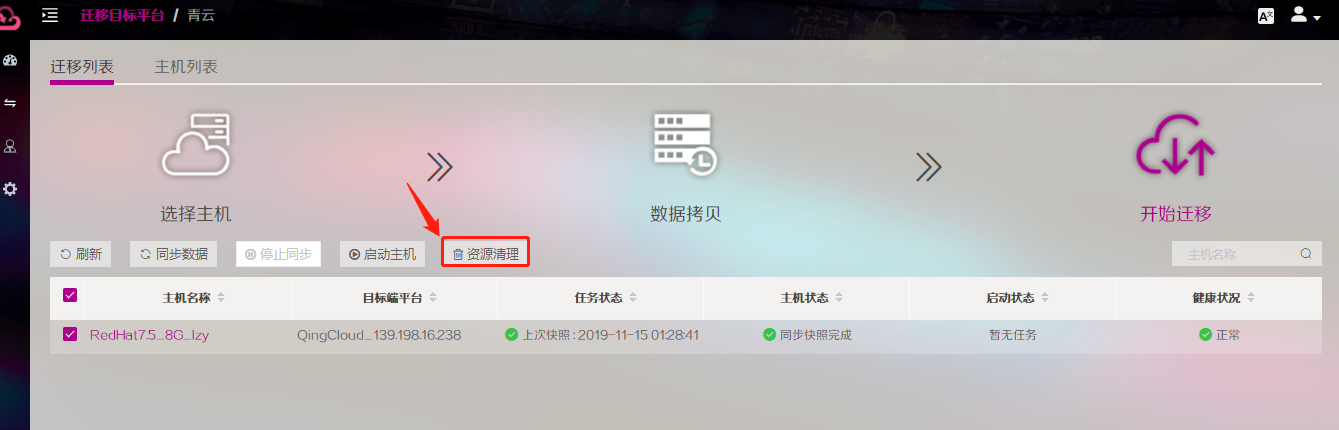 迁移目标平台 / 青云
迁移列表 主机列表
选择主机 数据拷贝 开始迁移
刷新 同步数据 停止同步 启动主机 资源清理 主机名称
主机名称 目标端平台 任务状态 主机状态 启动状态 健康状况
RedHat7.5_8G_lzy QingCloud_139.198.16.238 上次快照 : 2019-11-15 01:28:41 同步快照完成 暂无任务 正常